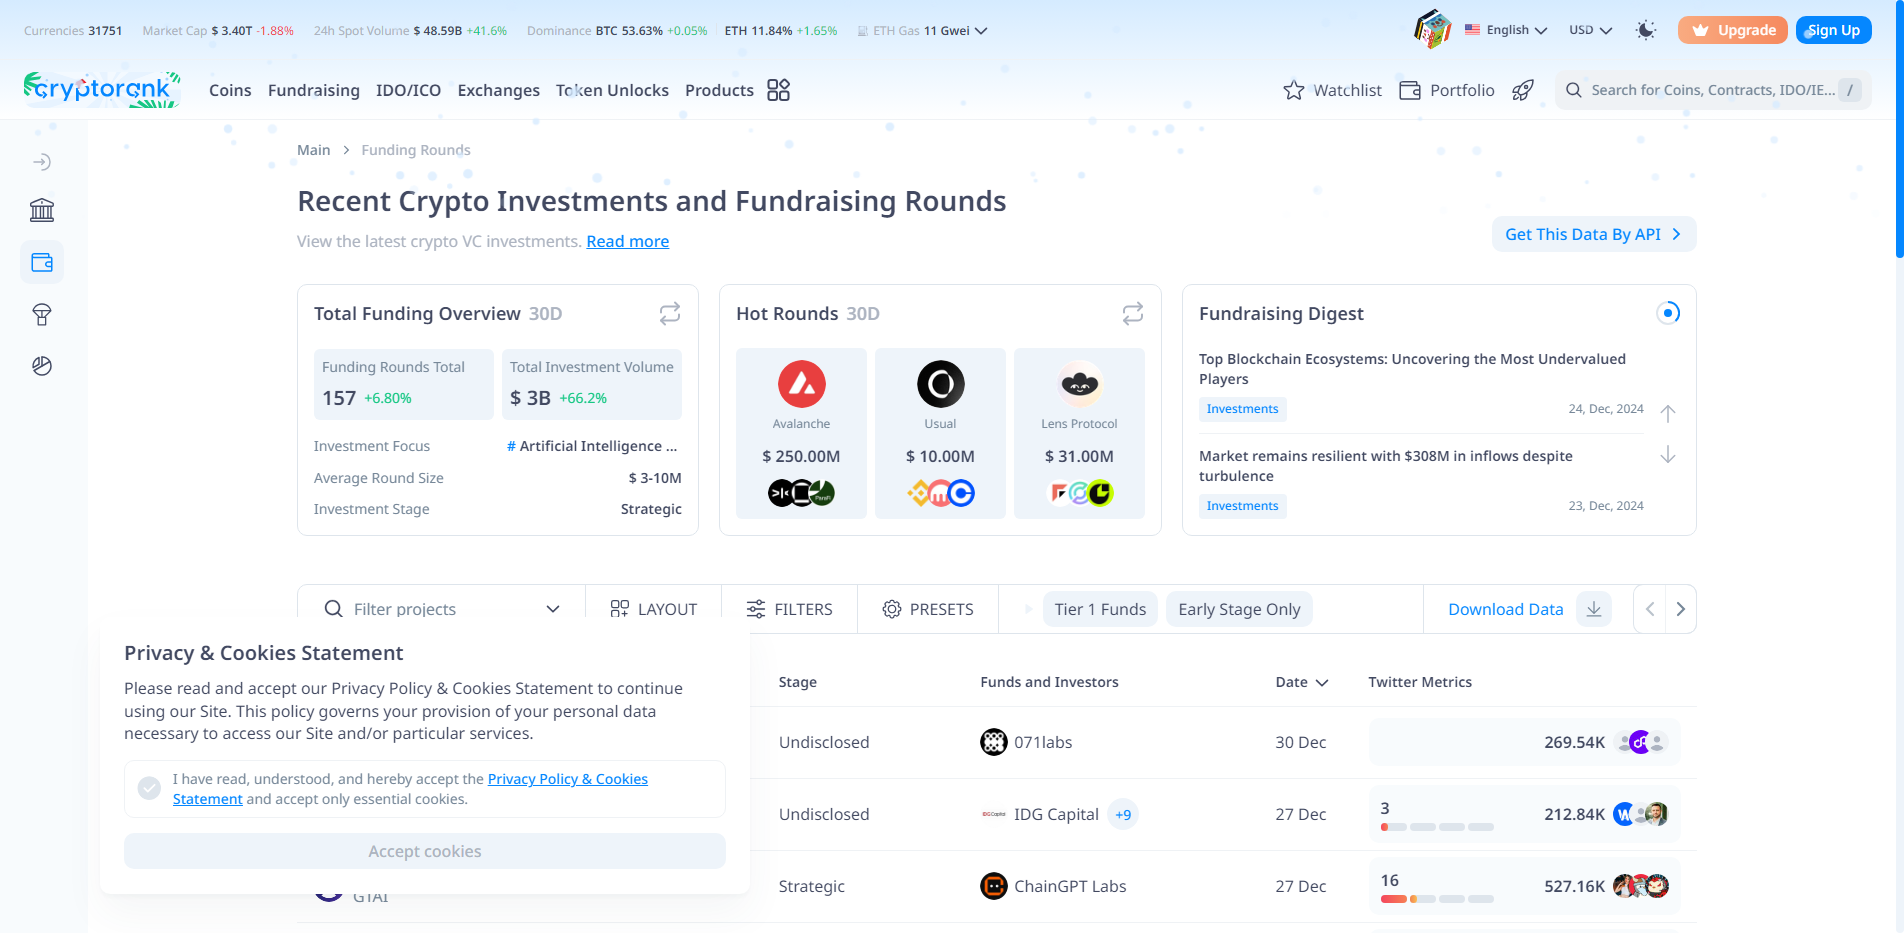 Currencies 31751 Market Cap $ 3.40T -1.88% 24h Spot Volume $ 48.59B +41.6% Dominance BTC 53.63% +0.05% ETH 11.84% +1.65% ETH Gas 11 Gwei English USD Upgrade Sign Up
cryptorank Coins Fundraising IDO/ICO Exchanges Token Unlocks Products Watchlist Portfolio Search for Coins, Contracts, IDO/IE... /
Main > Funding Rounds
Recent Crypto Investments and Fundraising Rounds
View the latest crypto VC investments. Read more
Get This Data By API
Total Funding Overview 30D
Funding Rounds Total
157 +6.80%
Total Investment Volume
$ 3B +66.2%
Investment Focus # Artificial Intelligence ...
Average Round Size $ 3-10M
Investment Stage Strategic
Hot Rounds 30D
Avalanche
$ 250.00M
Usual
$ 10.00M
Lens Protocol
$ 31.00M
Fundraising Digest
Top Blockchain Ecosystems: Uncovering the Most Undervalued
Players
Investments 24, Dec, 2024
Market remains resilient with $308M in inflows despite
turbulence
Investments 23, Dec, 2024
Filter projects LAYOUT FILTERS PRESETS Tier 1 Funds Early Stage Only Download Data
Stage Funds and Investors Date Twitter Metrics
Undisclosed 071labs 30 Dec 269.54K
Undisclosed IDG Capital +9 27 Dec 3 212.84K
GTAI Strategic ChainGPT Labs 27 Dec 16 527.16K
Privacy & Cookies Statement
Please read and accept our Privacy Policy & Cookies Statement to continue
using our Site. This policy governs your provision of your personal data
necessary to access our Site and/or particular services.
I have read, understood, and hereby accept the Privacy Policy & Cookies
Statement and accept only essential cookies.
Accept cookies